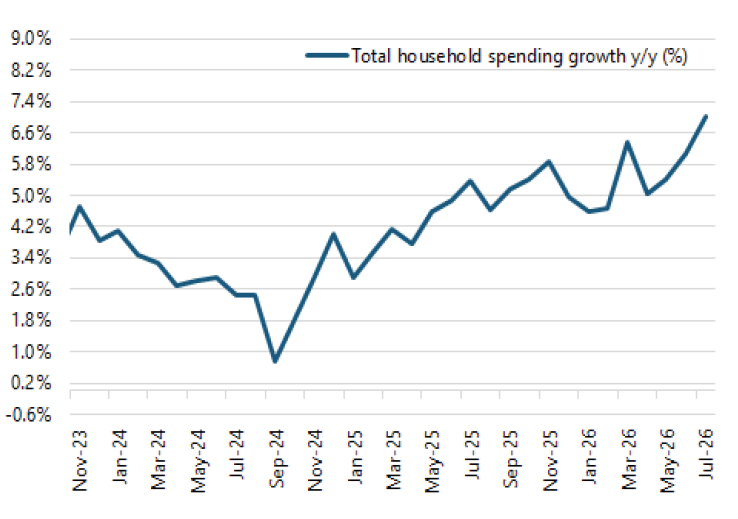 Total household spending growth y/y (%)
9.0%
8.2%
7.4%
6.6%
5.8%
5.0%
4.2%
3.4%
2.6%
1.8%
1.0%
0.2%
-0.6%
Nov-23
Jan-24
Mar-24
May-24
Jul-24
Sep-24
Nov-24
Jan-25
Mar-25
May-25
Jul-25
Sep-25
Nov-25
Jan-26
Mar-26
May-26
Jul-26